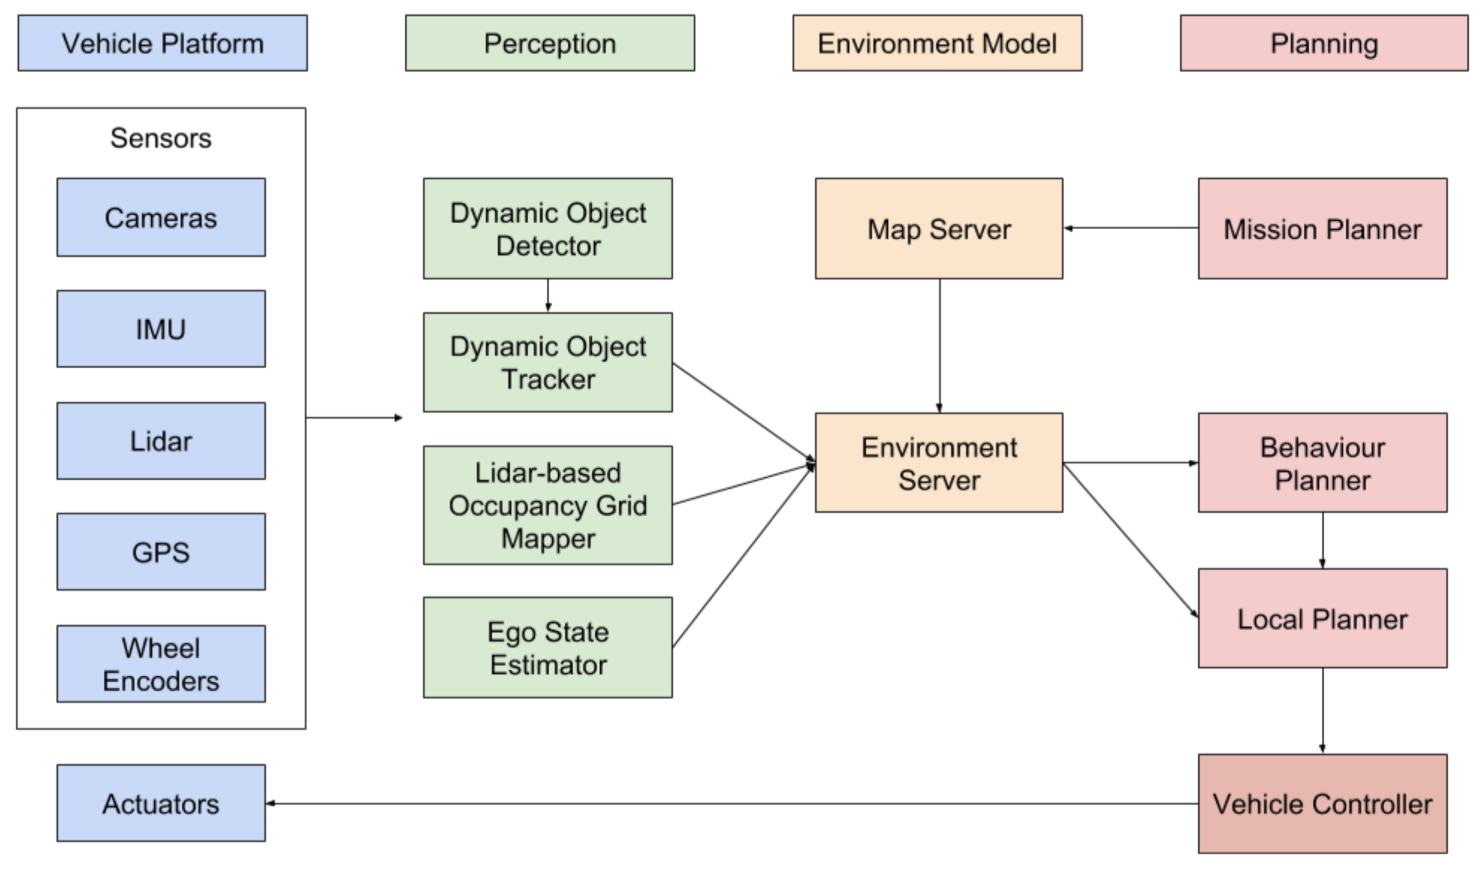 Vehicle Platform
Perception
Environment Model
Planning
Sensors
Cameras
IMU
Lidar
GPS
Wheel
Encoders
Actuators
Dynamic Object
Detector
Dynamic Object
Tracker
Lidar-based
Occupancy Grid
Mapper
Ego State
Estimator
Map Server
Environment
Server
Mission Planner
Behaviour
Planner
Local Planner
Vehicle Controller